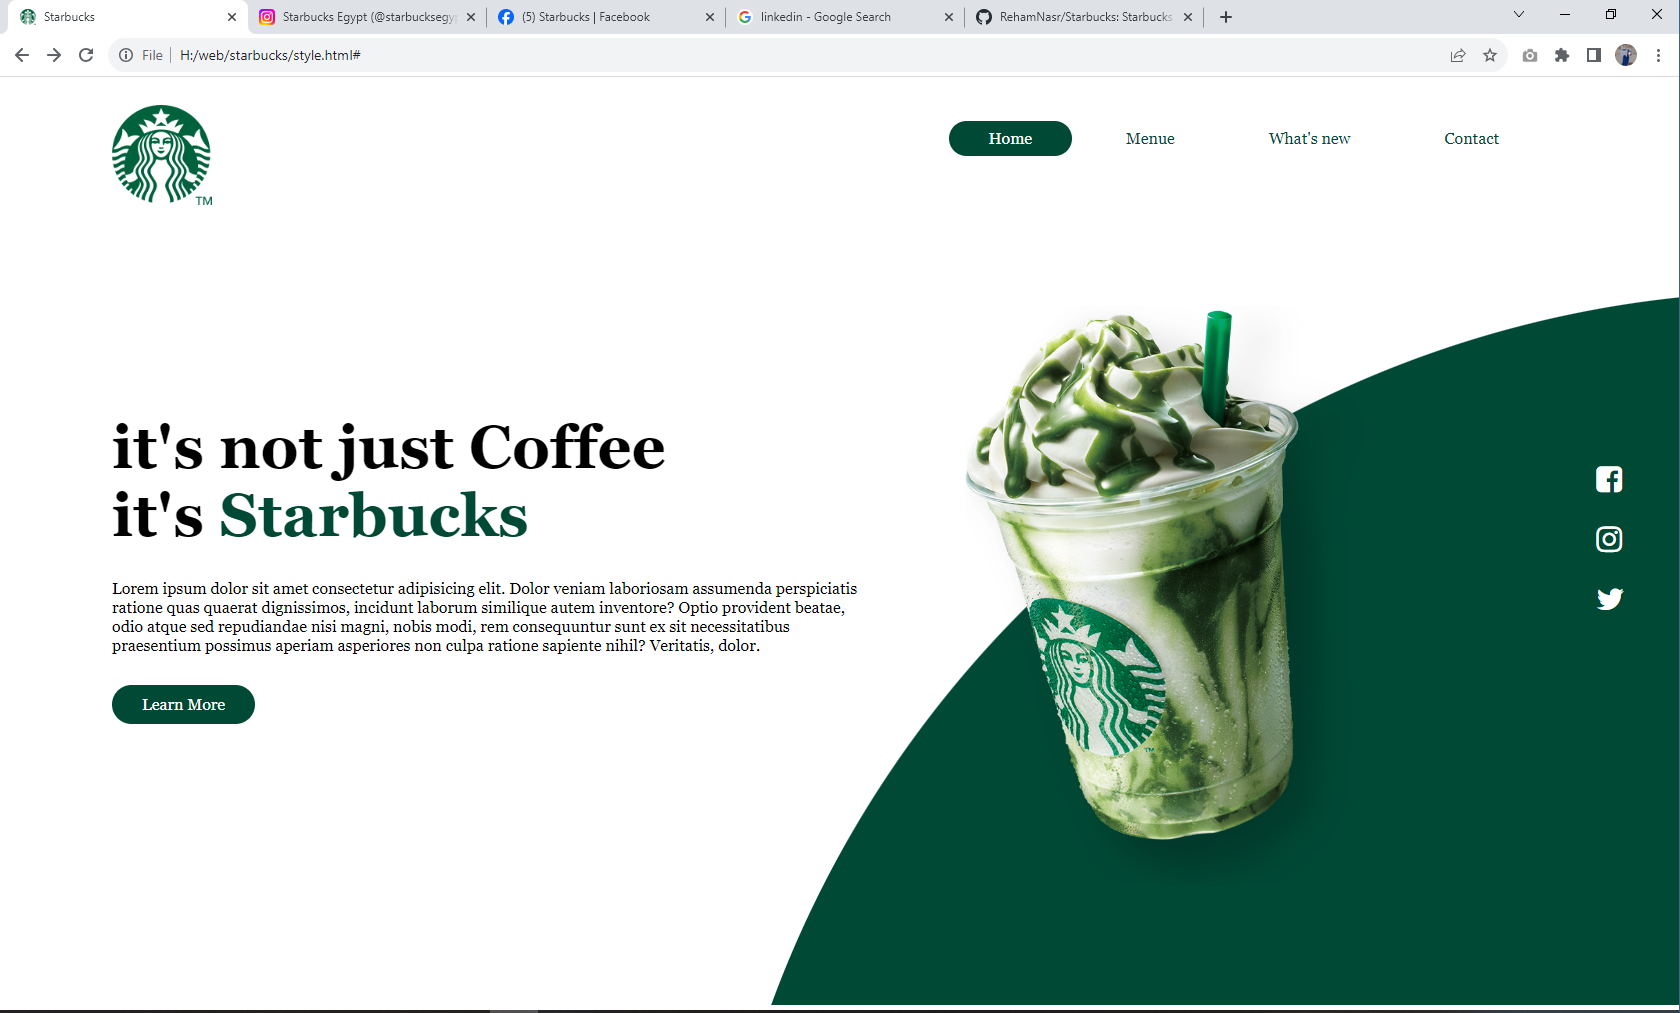 Starbucks
Starbucks Egypt (@starbucksegyp
(5) Starbucks | Facebook
linkedin - Google Search
RehamNasr/Starbucks: Starbucks
File
H:/web/starbucks/style.html#
TM
Home
Menue
What's new
Contact
it's not just Coffee
it's Starbucks
Lorem ipsum dolor sit amet consectetur adipisicing elit. Dolor veniam laboriosam assumenda perspiciatis
ratione quas quaerat dignissimos, incidunt laborum similique autem inventore? Optio provident beatae,
odio atque sed repudiandae nisi magni, nobis modi, rem consequuntur sunt ex sit necessitatibus
praesentium possimus aperiam asperiores non culpa ratione sapiente nihil? Veritatis, dolor.
Learn More
TM